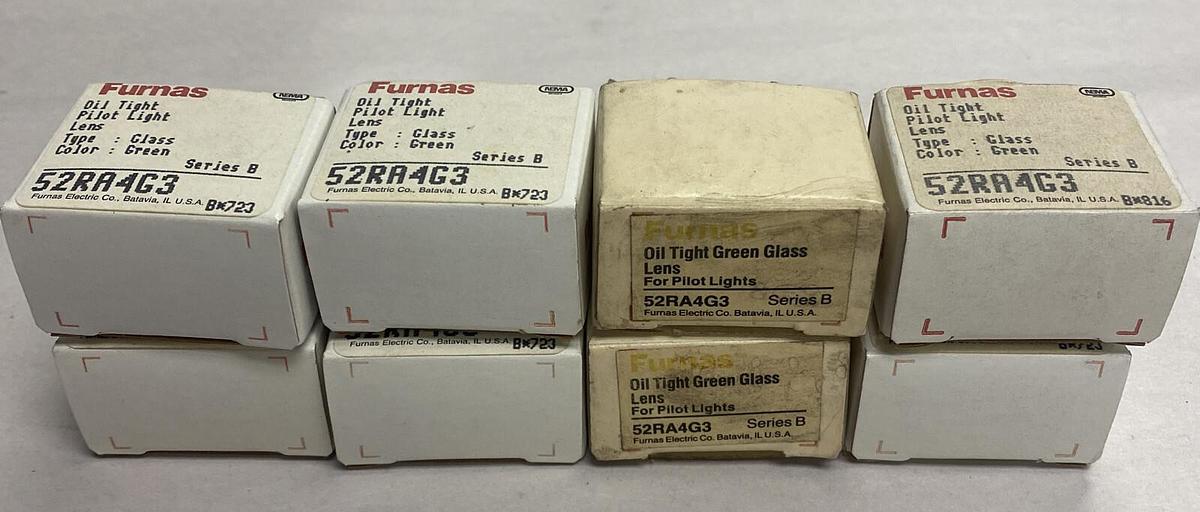 Furnas
NEMA
Oil Tight
Pilot Light
Lens
Type : Glass
Color : Green
Series B
52RA4G3
Furnas Electric Co., Batavia, IL U.S.A. B*723
Furnas
NEMA
Oil Tight
Pilot Light
Lens
Type : Glass
Color : Green
Series B
52RA4G3
Furnas Electric Co., Batavia, IL U.S.A. B*723
Furnas
Oil Tight Green Glass
Lens
For Pilot Lights
52RA4G3 Series B
Furnas Electric Co. Batavia, IL U.S.A.
Furnas
NEMA
Oil Tight
Pilot Light
Lens
Type : Glass
Color : Green
Series B
52RA4G3
Furnas Electric Co., Batavia, IL U.S.A. B*816
Furnas Electric Co., Batavia, IL U.S.A. B*723
Furnas
Oil Tight Green Glass
Lens
For Pilot Lights
52RA4G3 Series B
Furnas Electric Co. Batavia, IL U.S.A.